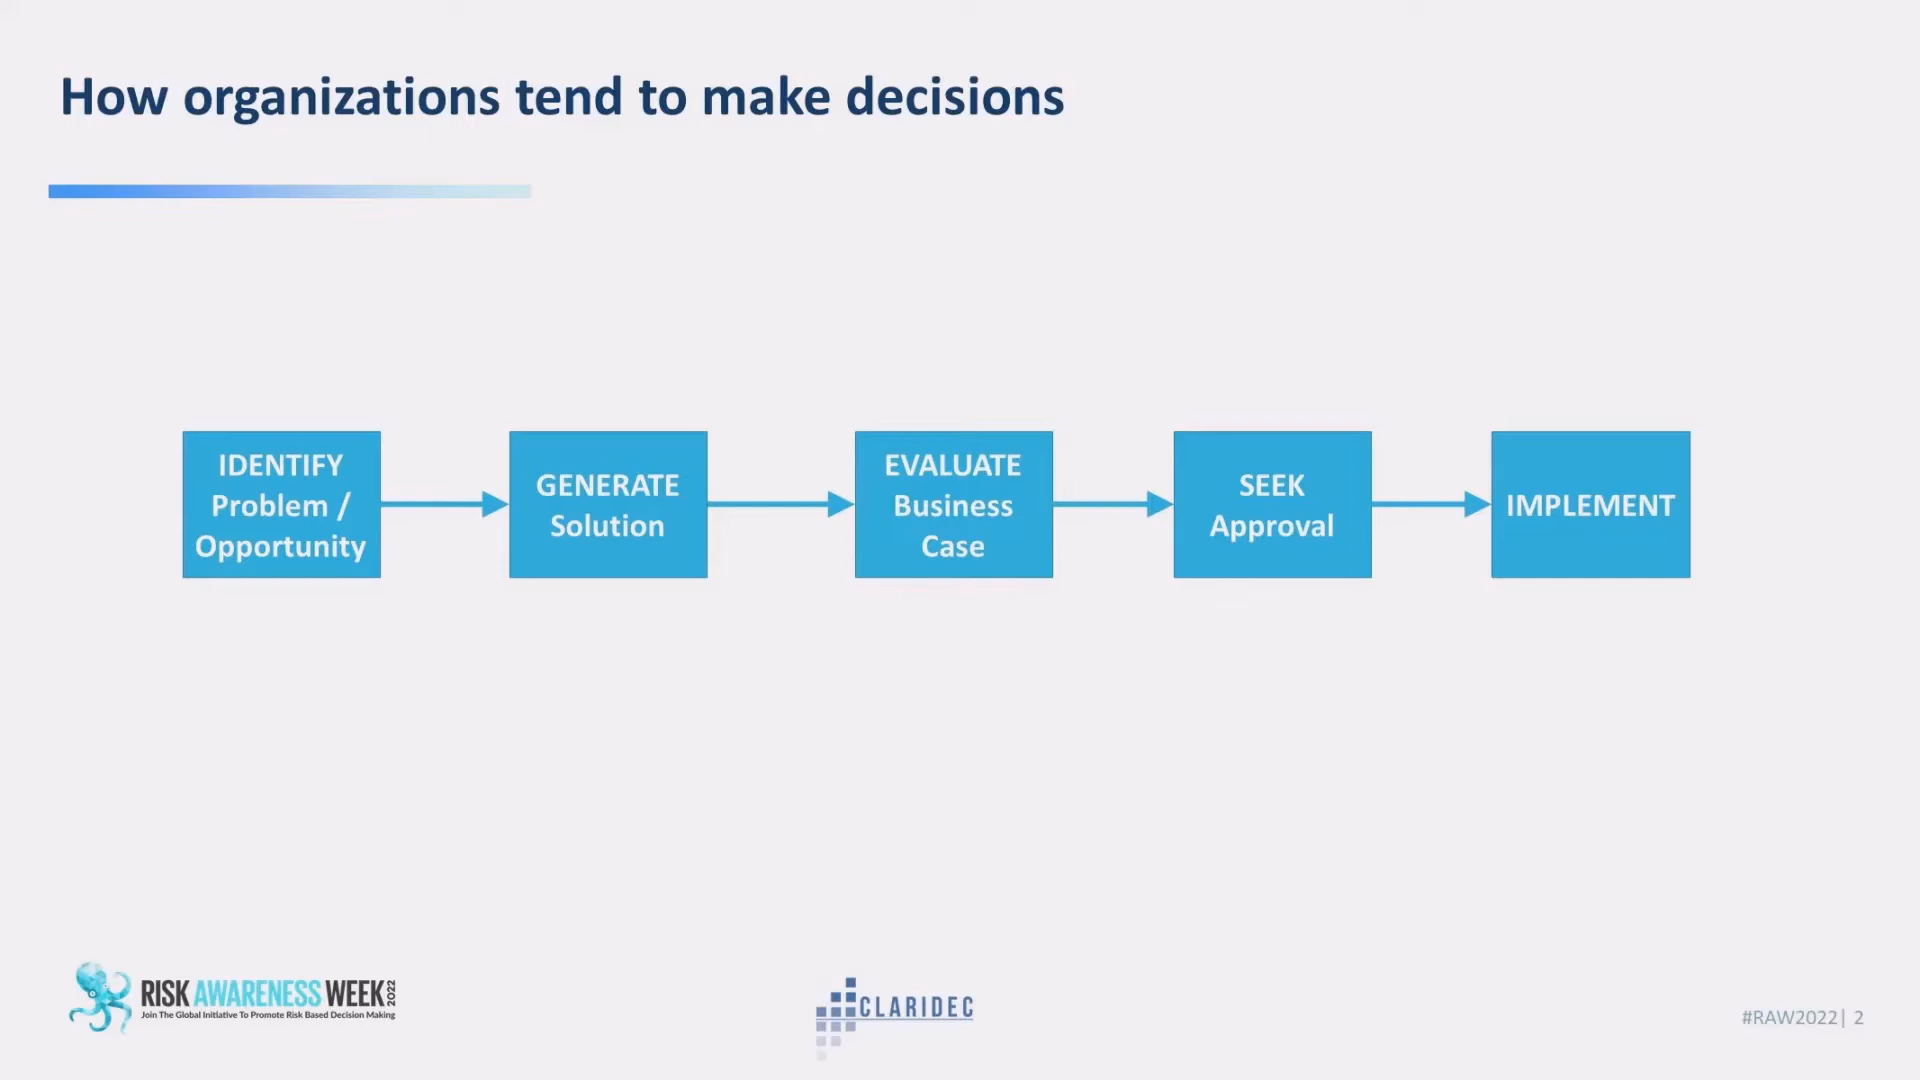 How organizations tend to make decisions
IDENTIFY
Problem /
Opportunity
GENERATE
Solution
EVALUATE
Business
Case
SEEK
Approval
IMPLEMENT
RISK AWARENESS WEEK 2022
Join The Global Initiative To Promote Risk Based Decision Making
CLARIDEC
#RAW2022| 2